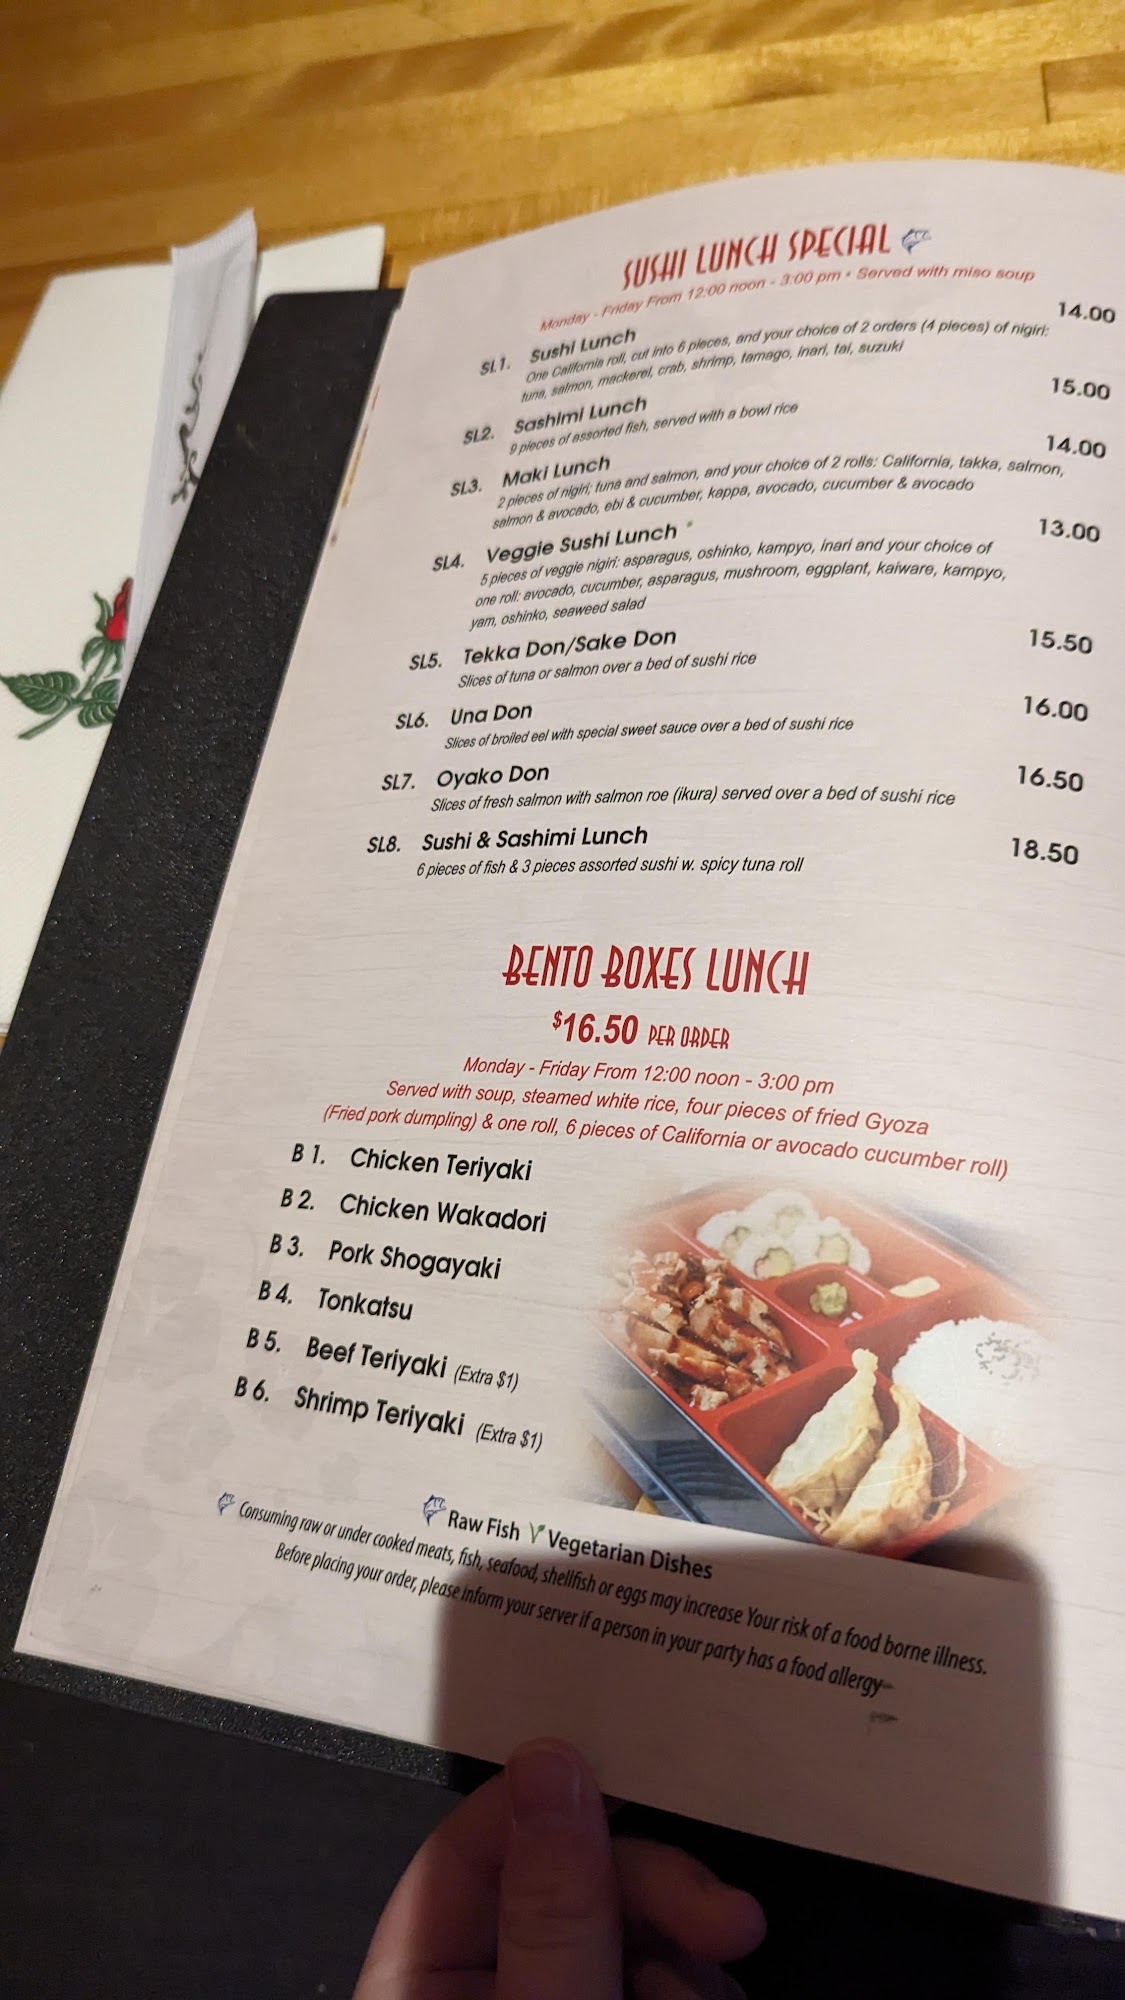 SUSHI LUNCH SPECIAL
Monday - Friday From 12:00 noon - 3:00 pm • Served with miso soup
SL1. Sushi Lunch 14.00
One California roll, cut into 6 pieces, and your choice of 2 orders (4 pieces) of nigiri:
tuna, salmon, mackerel, crab, shrimp, tamago, inari, tai, suzuki
SL2. Sashimi Lunch 15.00
9 pieces of assorted fish, served with a bowl rice
SL3. Maki Lunch 14.00
2 pieces of nigiri; tuna and salmon, and your choice of 2 rolls: California, takka, salmon,
salmon & avocado, ebi & cucumber, kappa, avocado, cucumber & avocado
SL4. Veggie Sushi Lunch 13.00
5 pieces of veggie nigiri: asparagus, oshinko, kampyo, inari and your choice of
one roll: avocado, cucumber, asparagus, mushroom, eggplant, kaiware, kampyo,
yam, oshinko, seaweed salad
SL5. Tekka Don/Sake Don 15.50
Slices of tuna or salmon over a bed of sushi rice
SL6. Una Don 16.00
Slices of broiled eel with special sweet sauce over a bed of sushi rice
SL7. Oyako Don 16.50
Slices of fresh salmon with salmon roe (ikura) served over a bed of sushi rice
SL8. Sushi & Sashimi Lunch 18.50
6 pieces of fish & 3 pieces assorted sushi w. spicy tuna roll
BENTO BOXES LUNCH
$16.50 PER ORDER
Monday - Friday From 12:00 noon - 3:00 pm
Served with soup, steamed white rice, four pieces of fried Gyoza
(Fried pork dumpling) & one roll, 6 pieces of California or avocado cucumber roll)
B 1. Chicken Teriyaki
B 2. Chicken Wakadori
B 3. Pork Shogayaki
B 4. Tonkatsu
B 5. Beef Teriyaki (Extra $1)
B 6. Shrimp Teriyaki (Extra $1)
Raw Fish Vegetarian Dishes
Consuming raw or under cooked meats, fish, seafood, shellfish or eggs may increase Your risk of a food borne illness.
Before placing your order, please inform your server if a person in your party has a food allergy